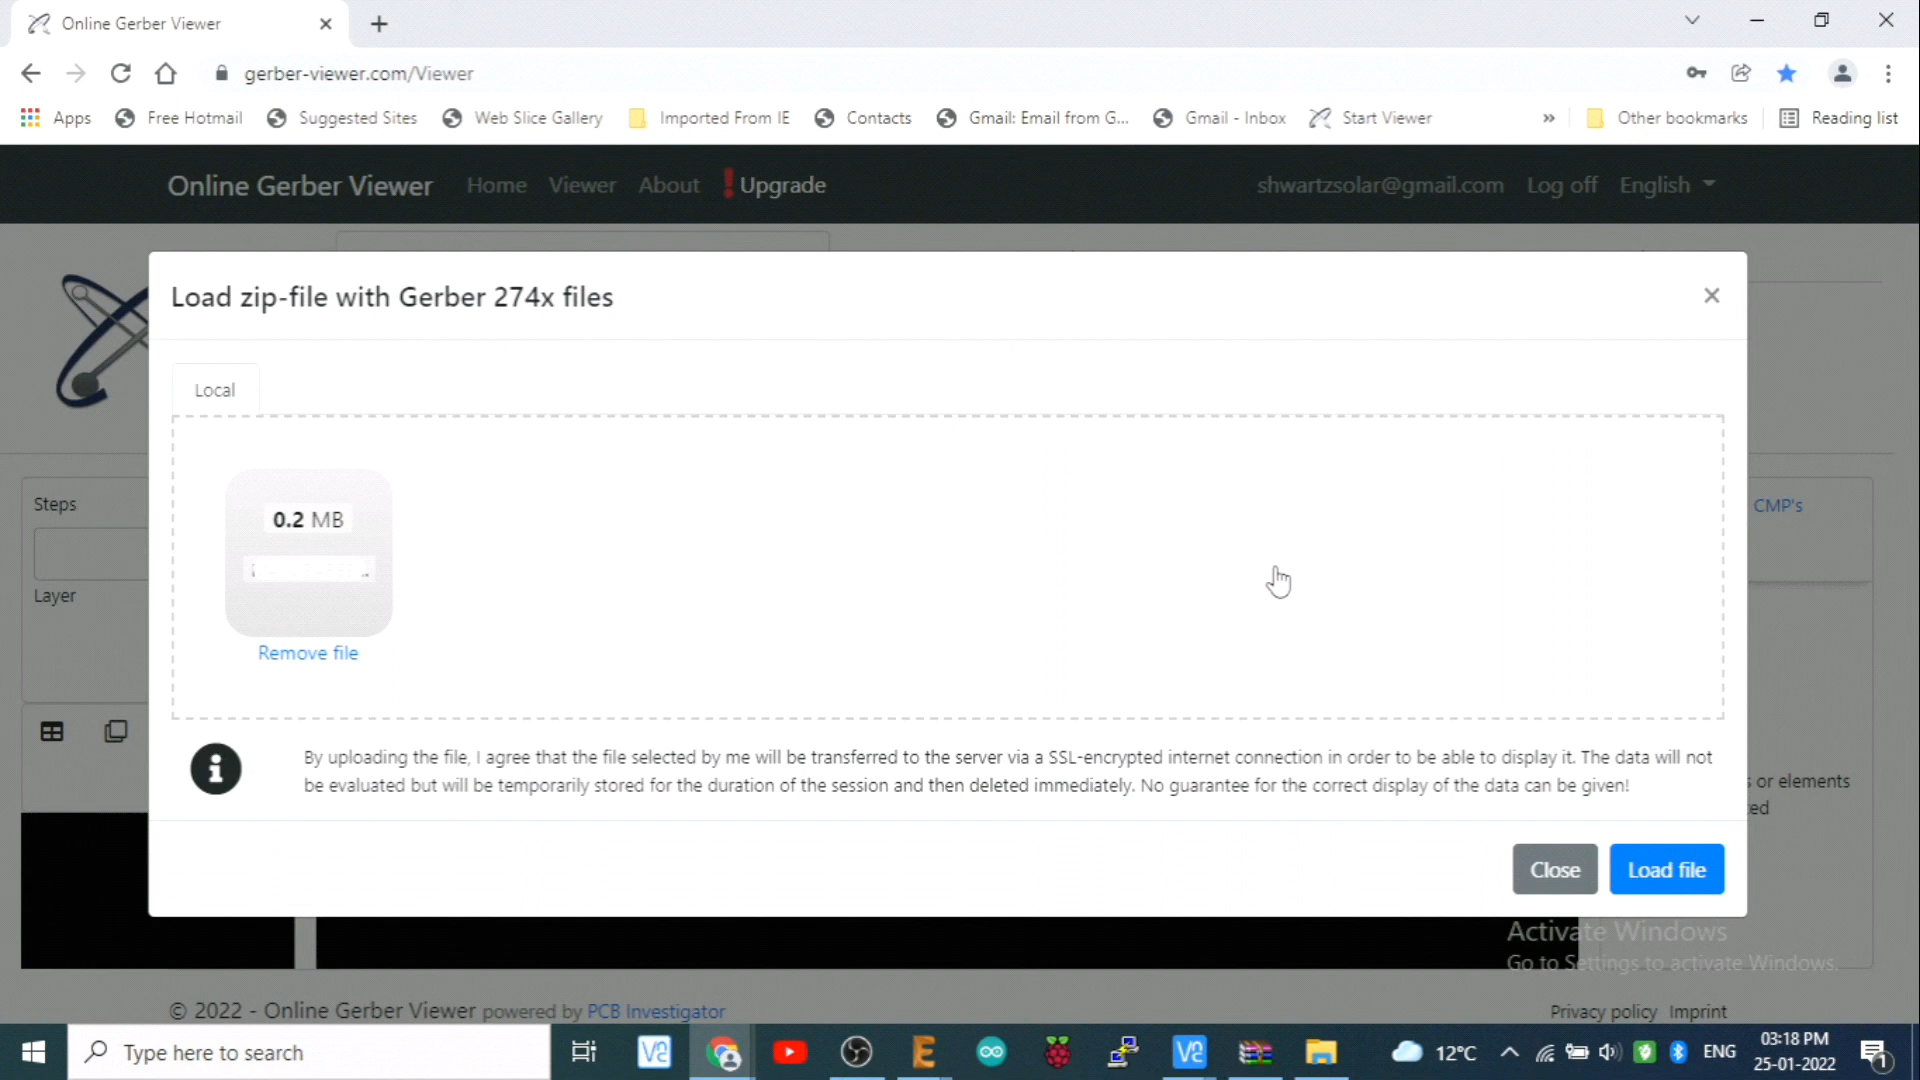 Online Gerber Viewer
gerber-viewer.com/Viewer
Apps Free Hotmail Suggested Sites Web Slice Gallery Imported From IE Contacts Gmail: Email from G... Gmail - Inbox Start Viewer » Other bookmarks Reading list
Online Gerber Viewer Home Viewer About Upgrade shwartzsolar@gmail.com Log off English
Load zip-file with Gerber 274x files
Local
Steps
0.2 MB
CMP's
Layer
Remove file
By uploading the file, I agree that the file selected by me will be transferred to the server via a SSL-encrypted internet connection in order to be able to display it. The data will not
be evaluated but will be temporarily stored for the duration of the session and then deleted immediately. No guarantee for the correct display of the data can be given!
or elements
Close Load file
Activate Windows
Go to Settings to activate Windows.
© 2022 - Online Gerber Viewer powered by PCB Investigator Privacy policy Imprint
Type here to search 12°C ENG 03:18 PM
25-01-2022 1